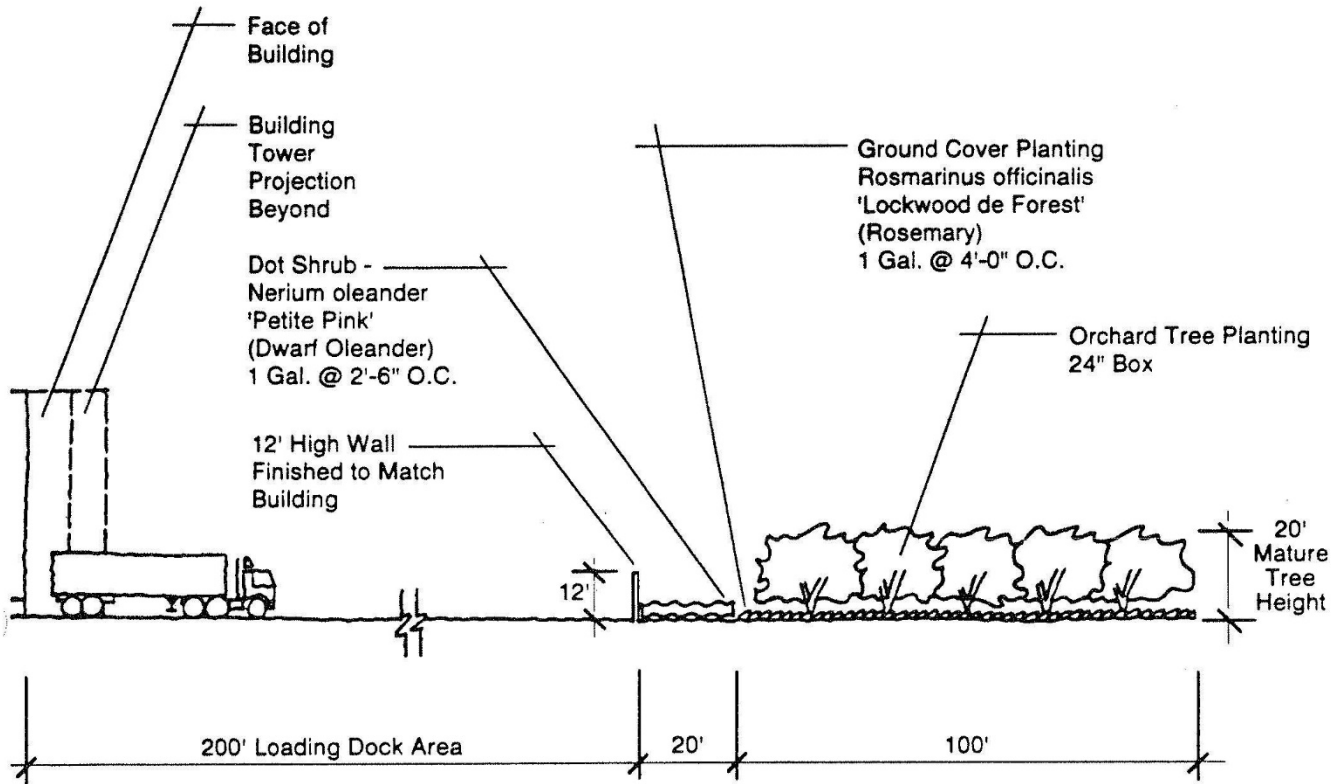 Face of
Building
Building
Tower
Projection
Beyond
Dot Shrub -
Nerium oleander
'Petite Pink'
(Dwarf Oleander)
1 Gal. @ 2'-6" O.C.
12' High Wall
Finished to Match
Building
Ground Cover Planting
Rosmarinus officinalis
'Lockwood de Forest'
(Rosemary)
1 Gal. @ 4'-0" O.C.
Orchard Tree Planting
24" Box
12'
20'
Mature
Tree
Height
200' Loading Dock Area
20'
100'